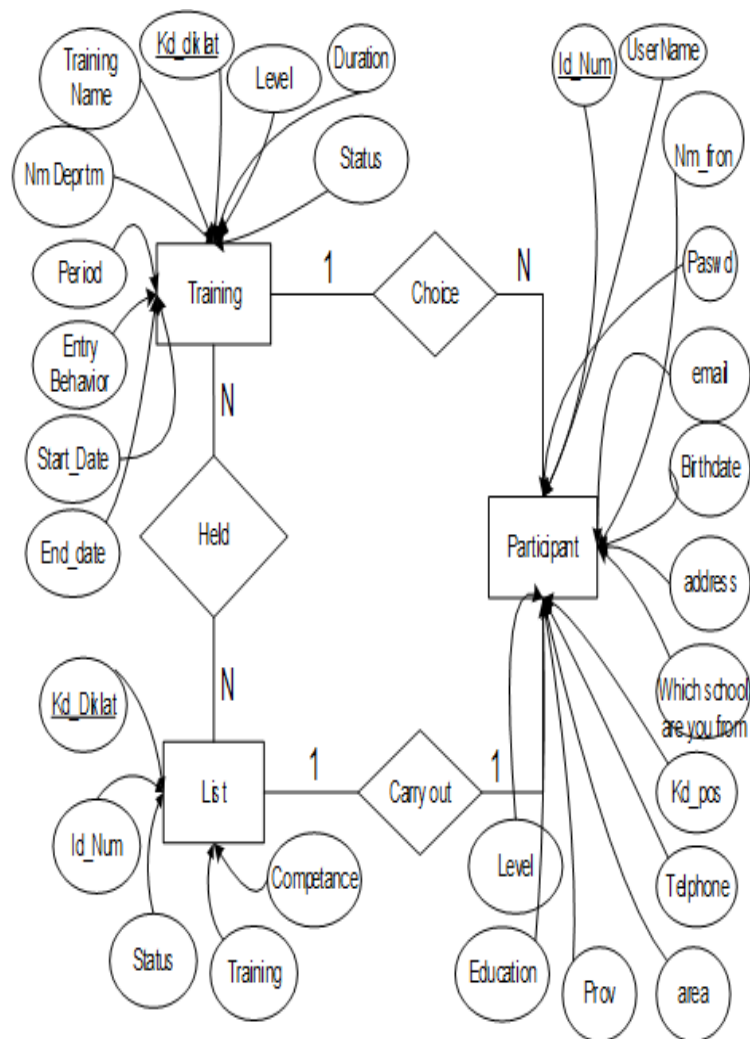 Kd_diklat
Training
Name
Level
Duration
Id_Num
UserName
Nm Deprtm
Status
Nm_fron
Period
Training
1
Choice
N
Paswd
Entry
Behavior
N
email
Start_Date
Birthdate
End_date
Held
Participant
address
Kd_Diklat
N
Which school
are you from
List
1
Carry out
1
Kd_pos
Id_Num
Competance
Level
Telphone
Status
Training
Education
Prov
area